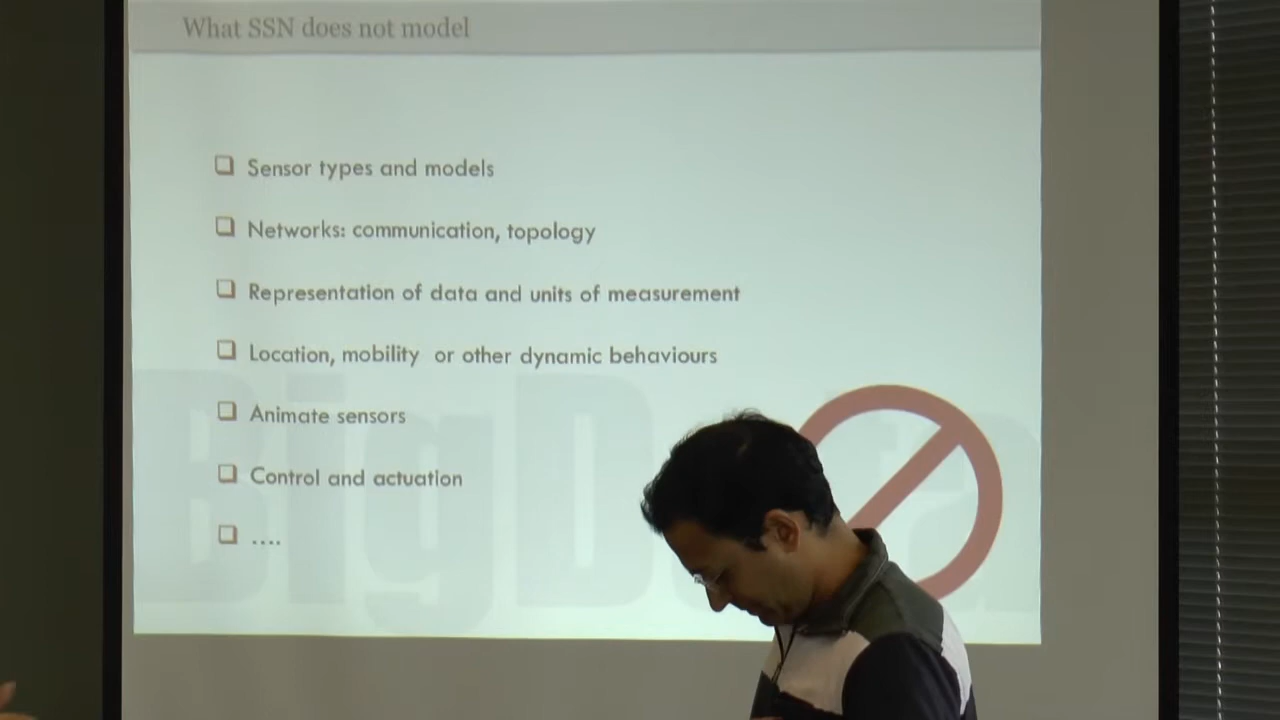 What SSN does not model
Sensor types and models
Networks: communication, topology
Representation of data and units of measurement
Location, mobility or other dynamic behaviours
Animate sensors
Control and actuation
....
Big D